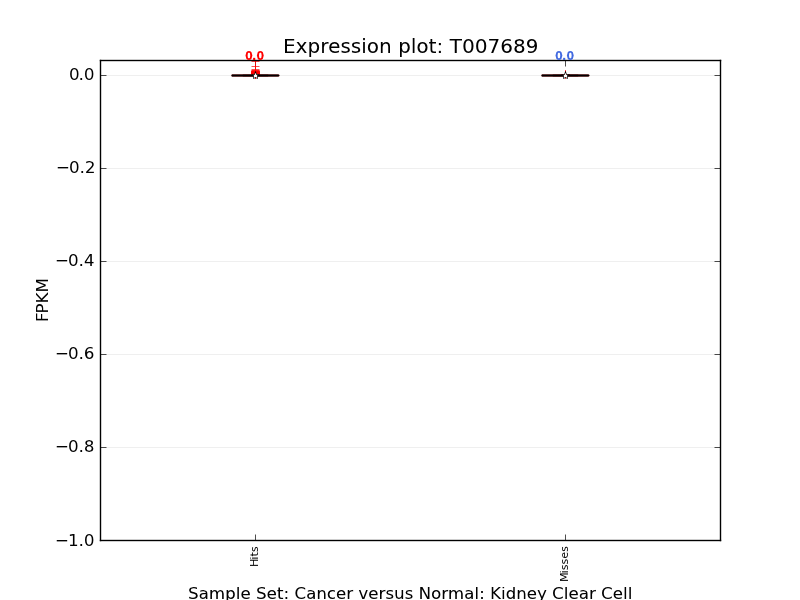 Expression plot: T007689
0.0 0.0
0.0
−0.2
−0.4
−0.6
−0.8
−1.0
FPKM
Hits
Misses
Sample Set: Cancer versus Normal: Kidney Clear Cell